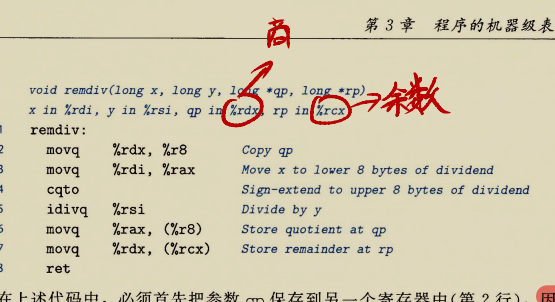 第3章 程序的机器级表
商
void remdiv(long x, long y, long *qp, long *rp)
x in %rdi, y in %rsi, qp in %rdx, rp in %rcx →余数
1 remdiv:
2 movq %rdx, %r8 Copy qp
3 movq %rdi, %rax Move x to lower 8 bytes of dividend
4 cqto Sign-extend to upper 8 bytes of dividend
5 idivq %rsi Divide by y
6 movq %rax, (%r8) Store quotient at qp
7 movq %rdx, (%rcx) Store remainder at rp
8 ret
在上述代码中,必须首先把参数 qp 保存到另一个寄存器中(第2行),因